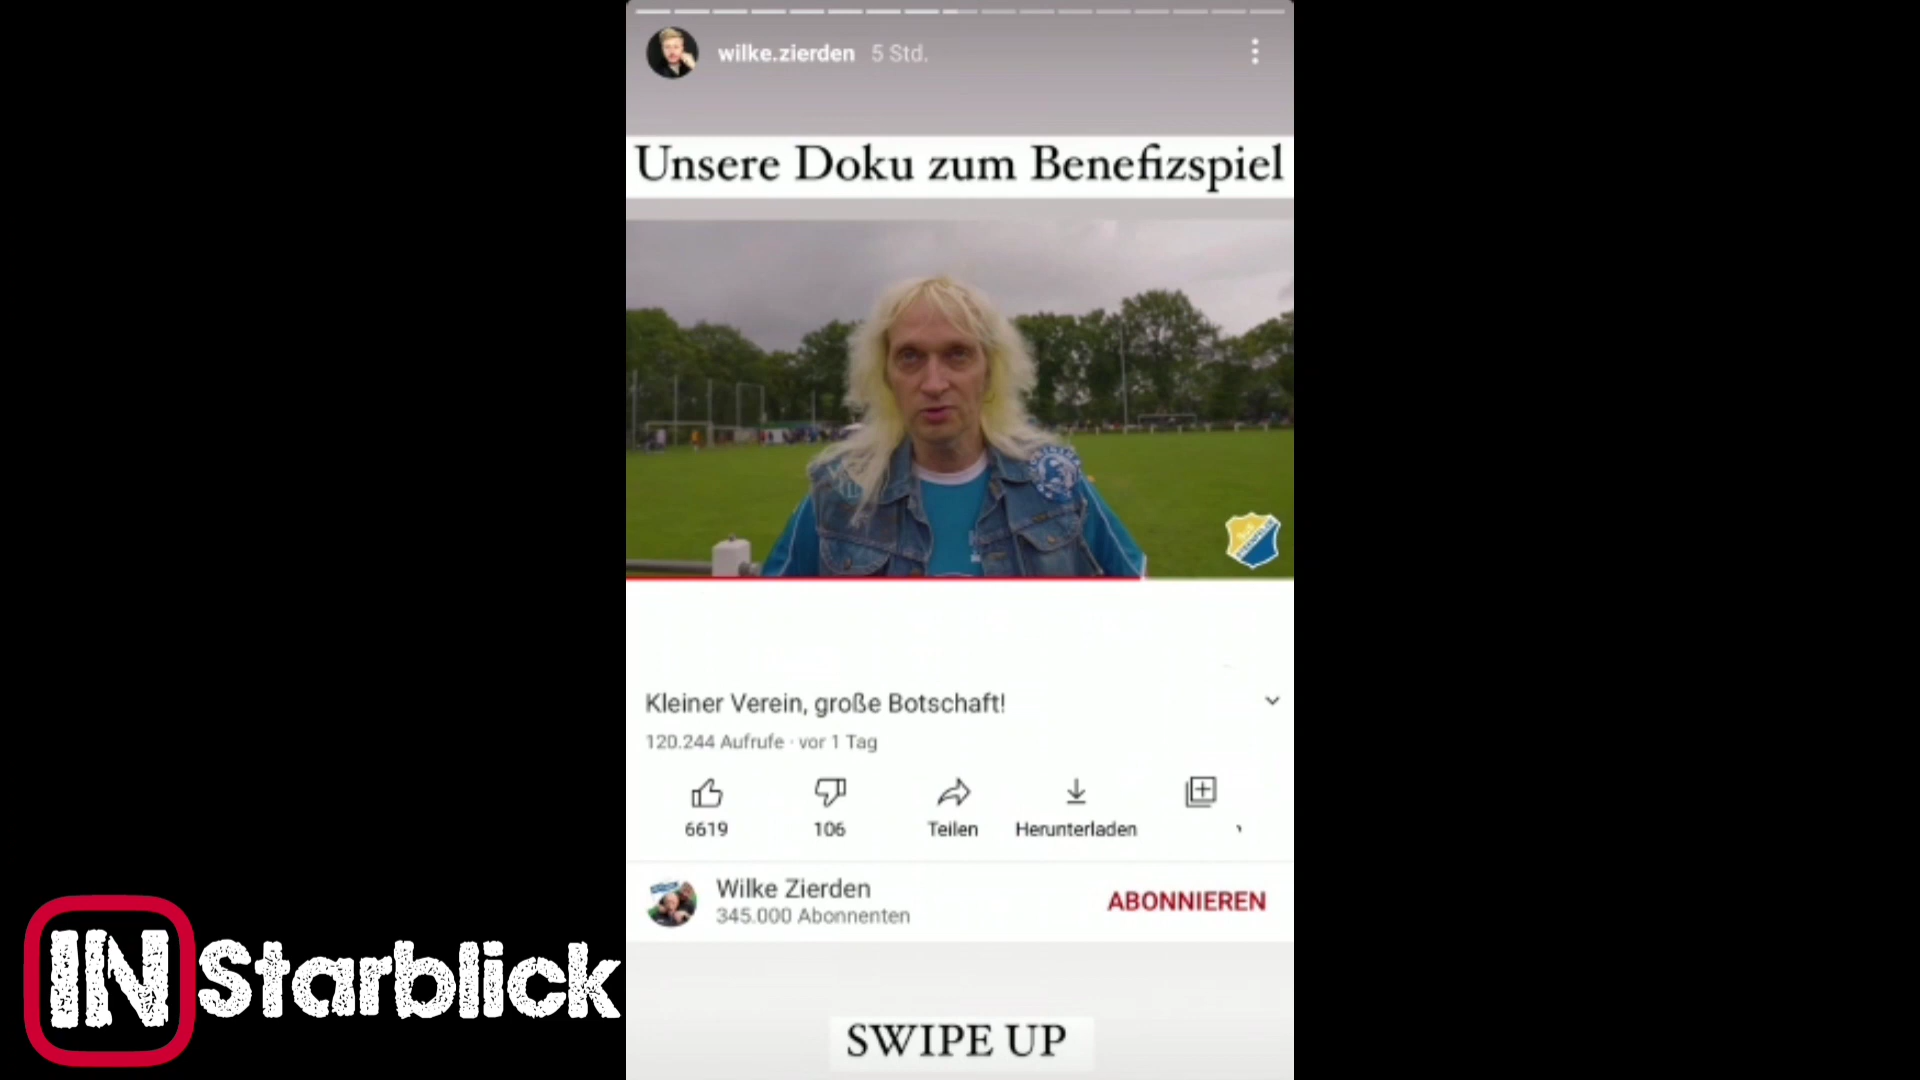 wilke.zierden 5 Std.
Unsere Doku zum Benefizspiel
Kleiner Verein, große Botschaft!
120.244 Aufrufe · vor 1 Tag
6619
106
Teilen
Herunterladen
Wilke Zierden
345.000 Abonnenten
ABONNIEREN
SWIPE UP
IN Starblick